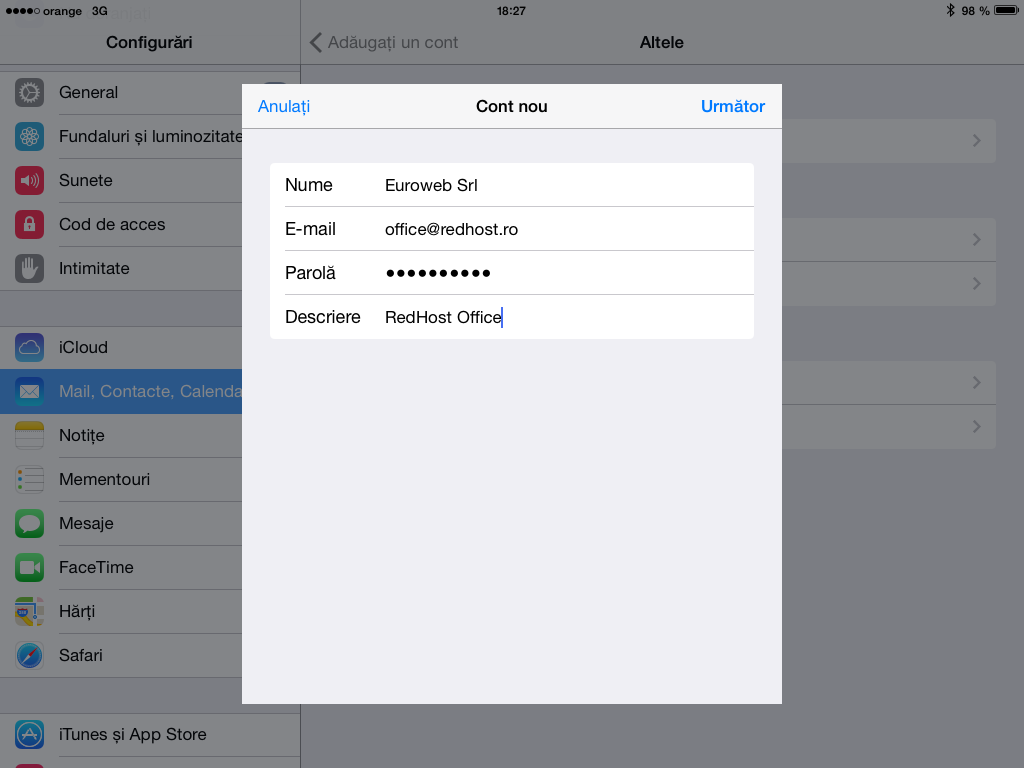 orange 3G 18:27 98 %
Configurări
Adăugați un cont
Altele
General
Fundaluri și luminozitate
Sunete
Cod de acces
Intimitate
iCloud
Mail, Contacte, Calenda
Notițe
Mementouri
Mesaje
FaceTime
Hărți
Safari
iTunes și App Store
Anulați
Cont nou
Următor
Nume Euroweb Srl
E-mail office@redhost.ro
Parolă ●●●●●●●●●●
Descriere RedHost Office